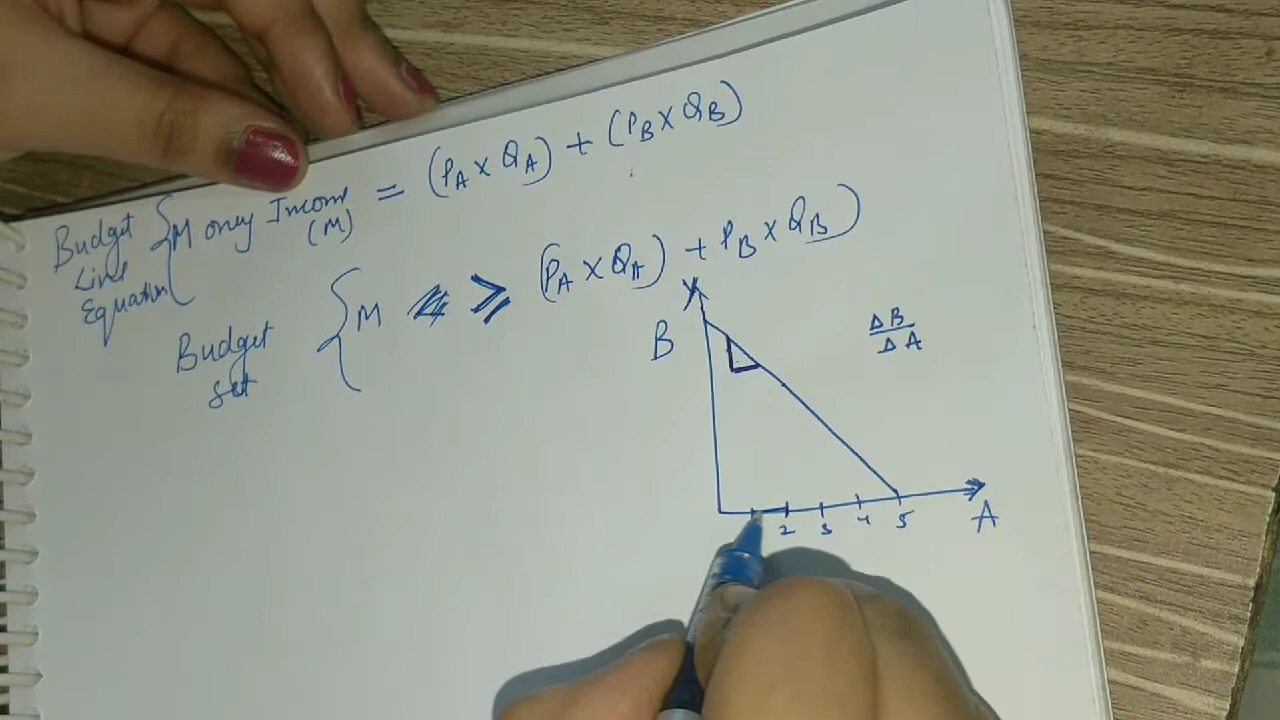 Budget Line Equation { Money Income (M) = (PA x QA) + (PB x QB)
Budget set { M ≥ (PA x QA) + PB x QB)
Y
B
ΔB
ΔA
2 3 4 5
A